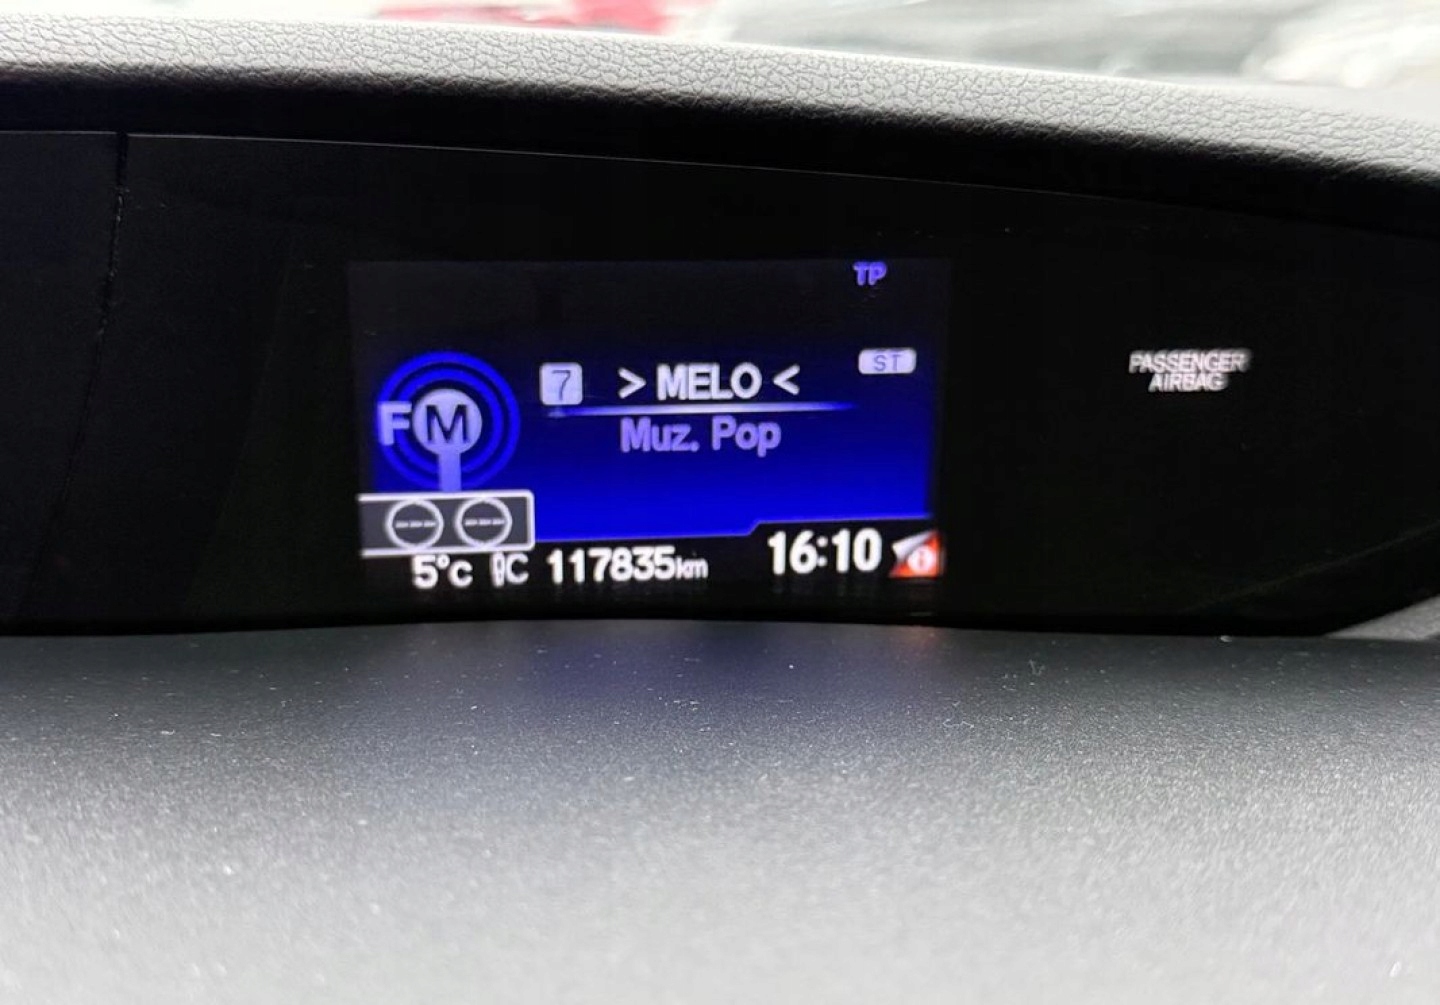 TP
FM
7 > MELO < ST
Muz. Pop
--- ---
5°C 117835km 16:10
PASSENGER
AIRBAG